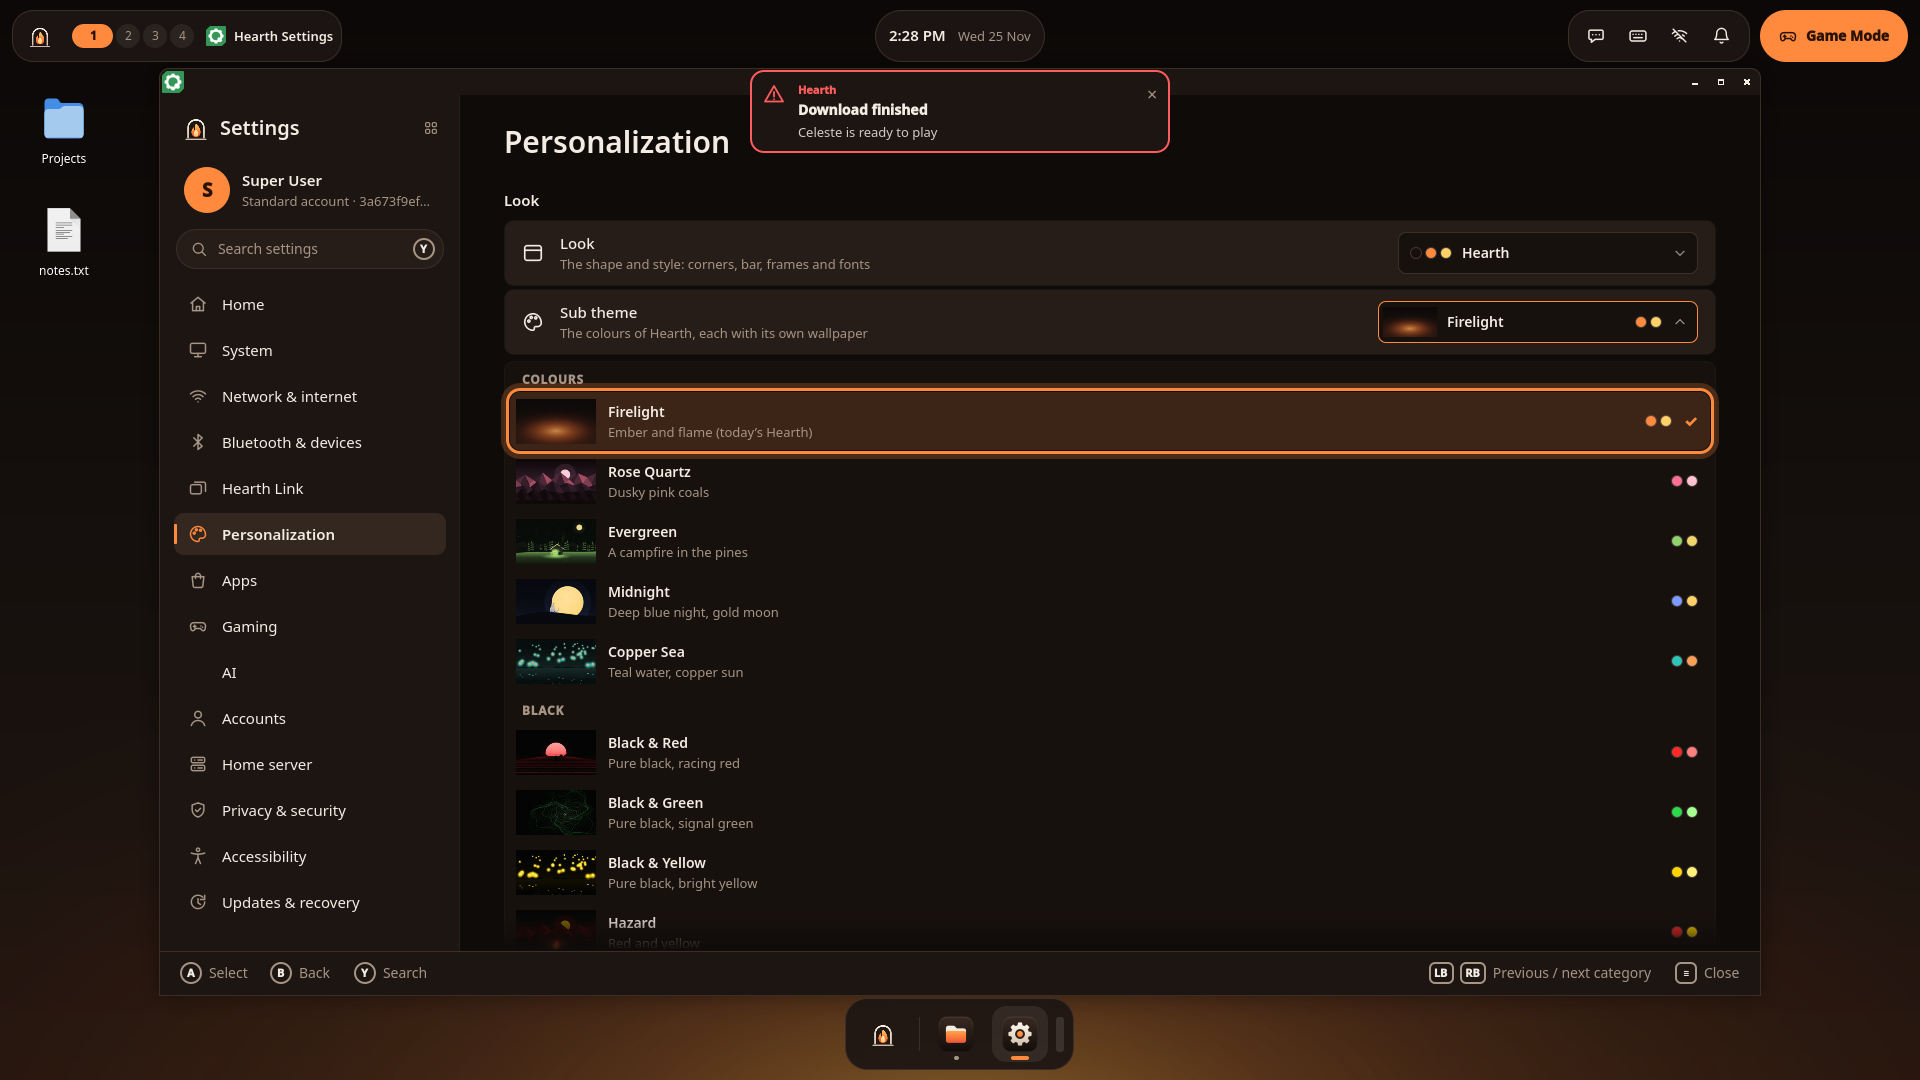 1 2 3 4 Hearth Settings
2:28 PM Wed 25 Nov
Game Mode
Projects
notes.txt
Hearth
Download finished
Celeste is ready to play
Settings
S
Super User
Standard account · 3a673f9ef...
Search settings Y
Home
System
Network & internet
Bluetooth & devices
Hearth Link
Personalization
Apps
Gaming
AI
Accounts
Home server
Privacy & security
Accessibility
Updates & recovery
Personalization
Look
Look
The shape and style: corners, bar, frames and fonts
Hearth
Sub theme
The colours of Hearth, each with its own wallpaper
Firelight
COLOURS
Firelight
Ember and flame (today's Hearth)
Rose Quartz
Dusky pink coals
Evergreen
A campfire in the pines
Midnight
Deep blue night, gold moon
Copper Sea
Teal water, copper sun
BLACK
Black & Red
Pure black, racing red
Black & Green
Pure black, signal green
Black & Yellow
Pure black, bright yellow
Hazard
Red and yellow
A Select B Back Y Search
LB RB Previous / next category Close